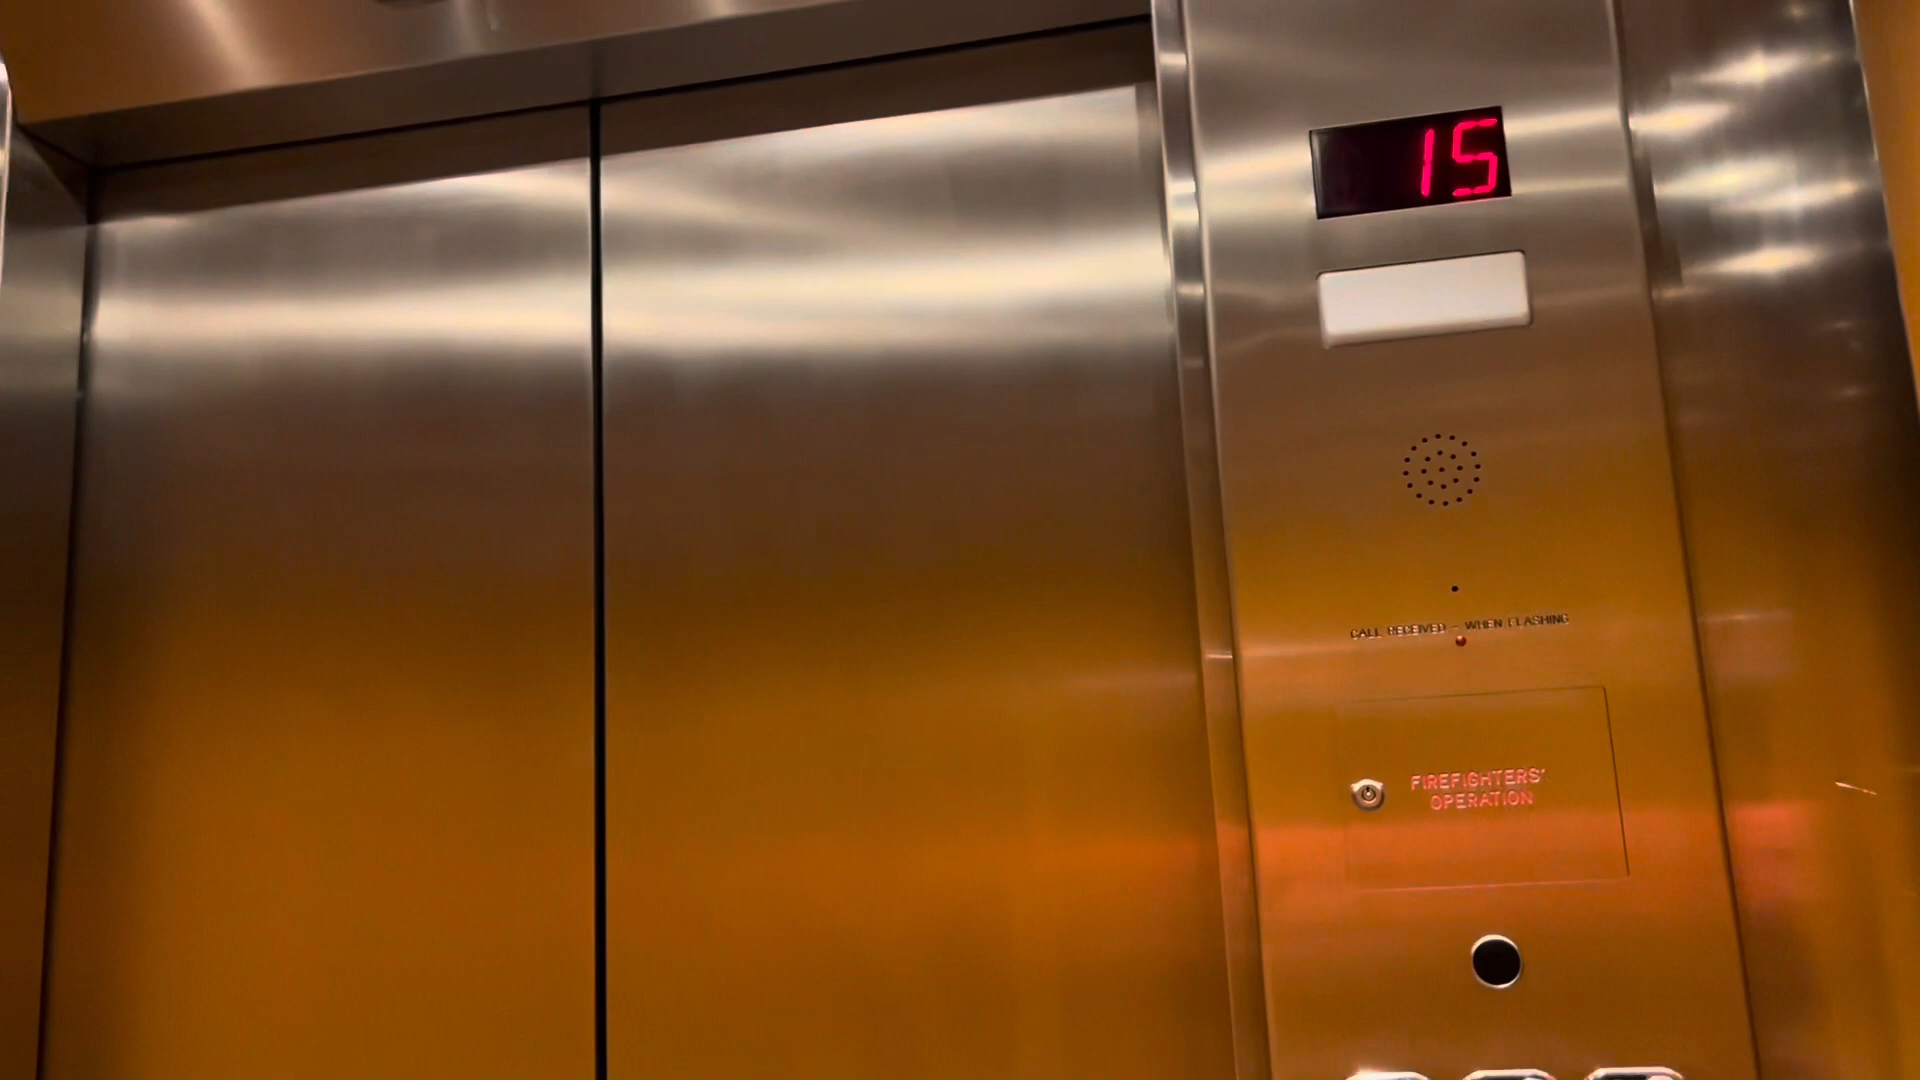 15
CALL RECEIVED - WHEN FLASHING
FIREFIGHTERS'
OPERATION